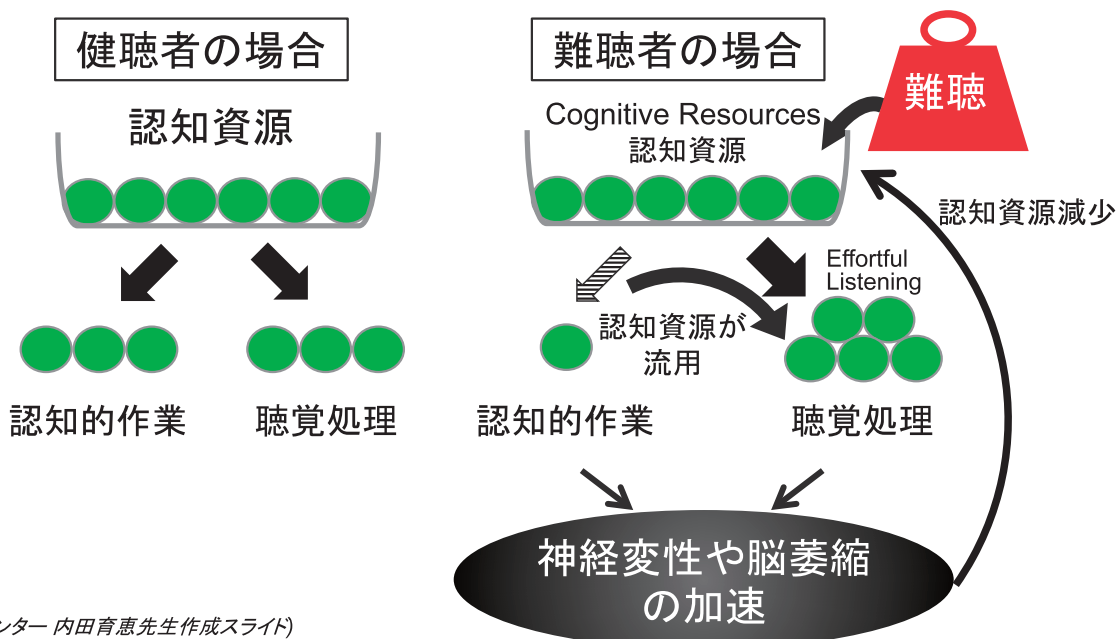 健聴者の場合
認知資源
認知的作業
聴覚処理
難聴者の場合
難聴
Cognitive Resources
認知資源
認知資源減少
Effortful
Listening
認知資源が
流用
認知的作業
聴覚処理
神経変性や脳萎縮
の加速
ンター 内田育恵先生作成スライド)